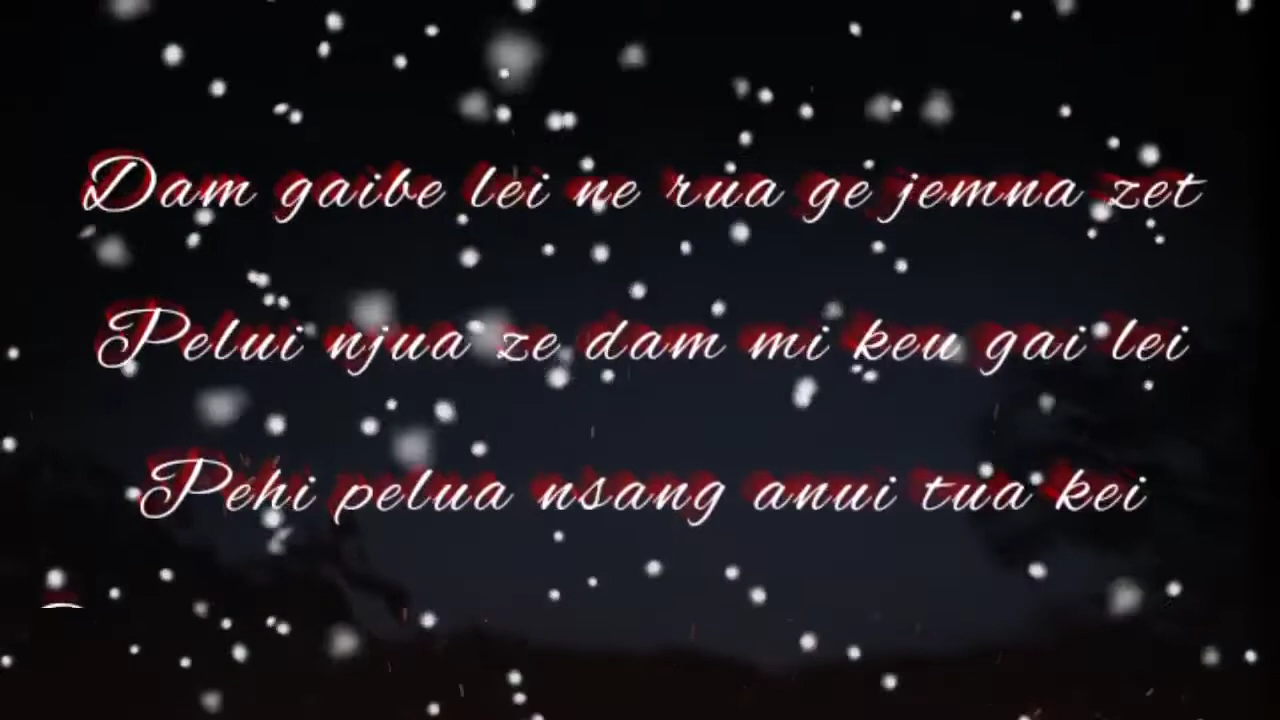 Dam gaibe lei ne rua ge jemna zet
Pelui njua ze dam mi keu gai lei
Pehi pelua nsang anui tua kei